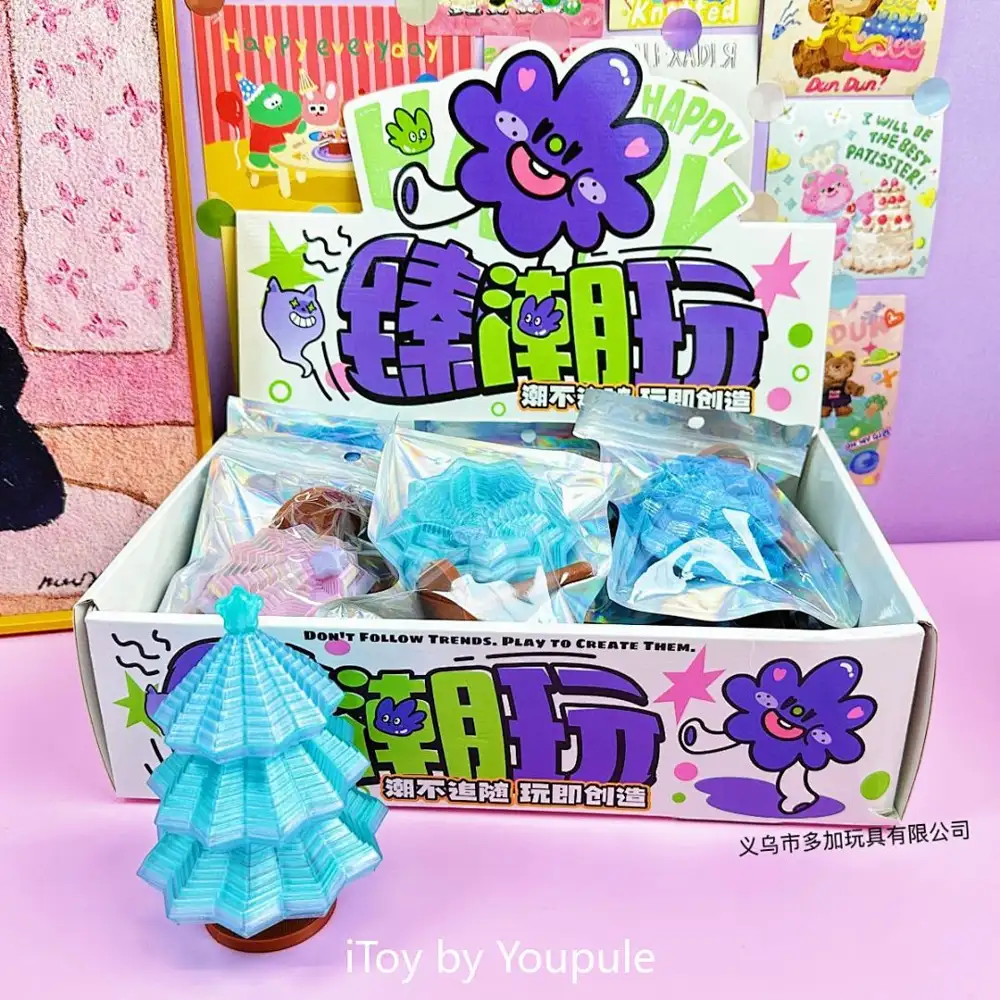 Happy everyday
Knotted
Dun Dun!
I WILL BE
THE BEST
PATISSIER!
HAPPY
臻潮玩
潮不追随 玩即创造
DON'T FOLLOW TRENDS. PLAY TO CREATE THEM.
潮玩
潮不追随 玩即创造
义乌市多加玩具有限公司
iToy by Youpule